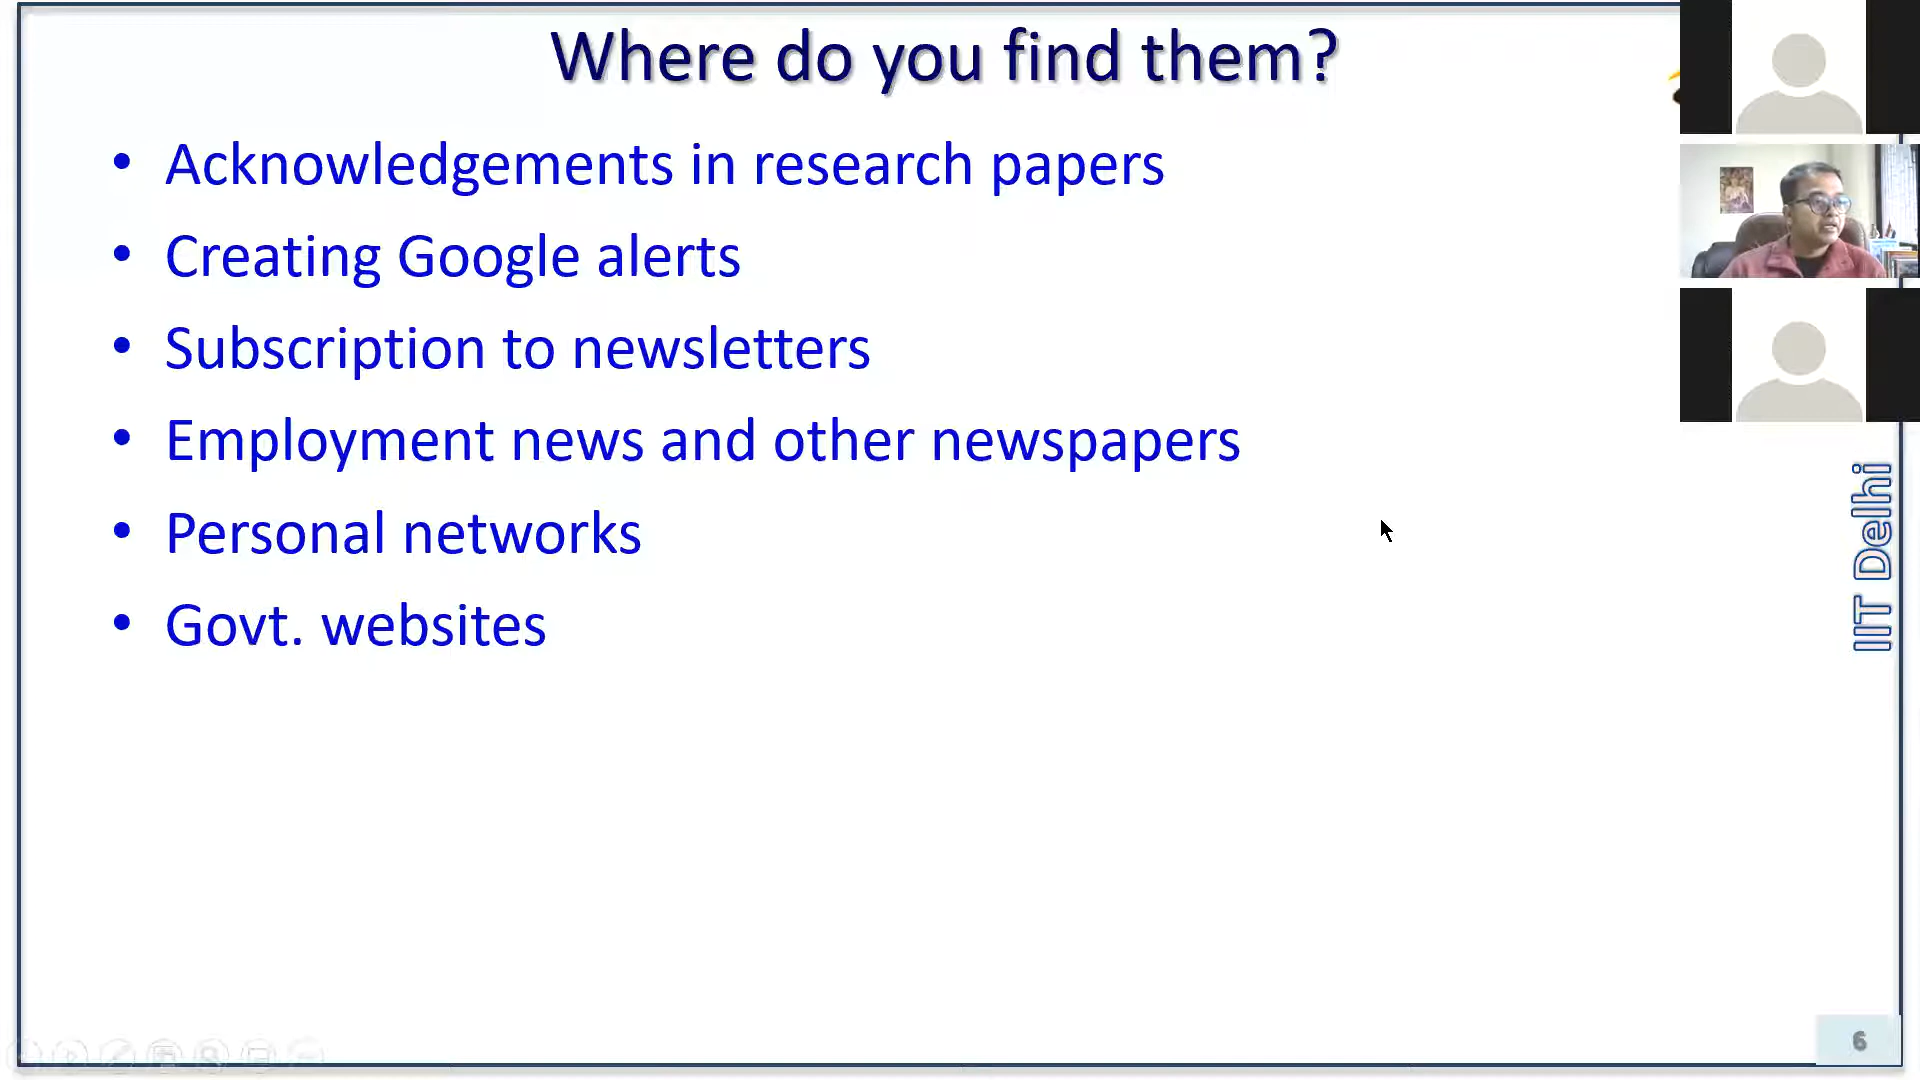 Where do you find them?
• Acknowledgements in research papers
• Creating Google alerts
• Subscription to newsletters
• Employment news and other newspapers
• Personal networks
• Govt. websites
IIT Delhi
6